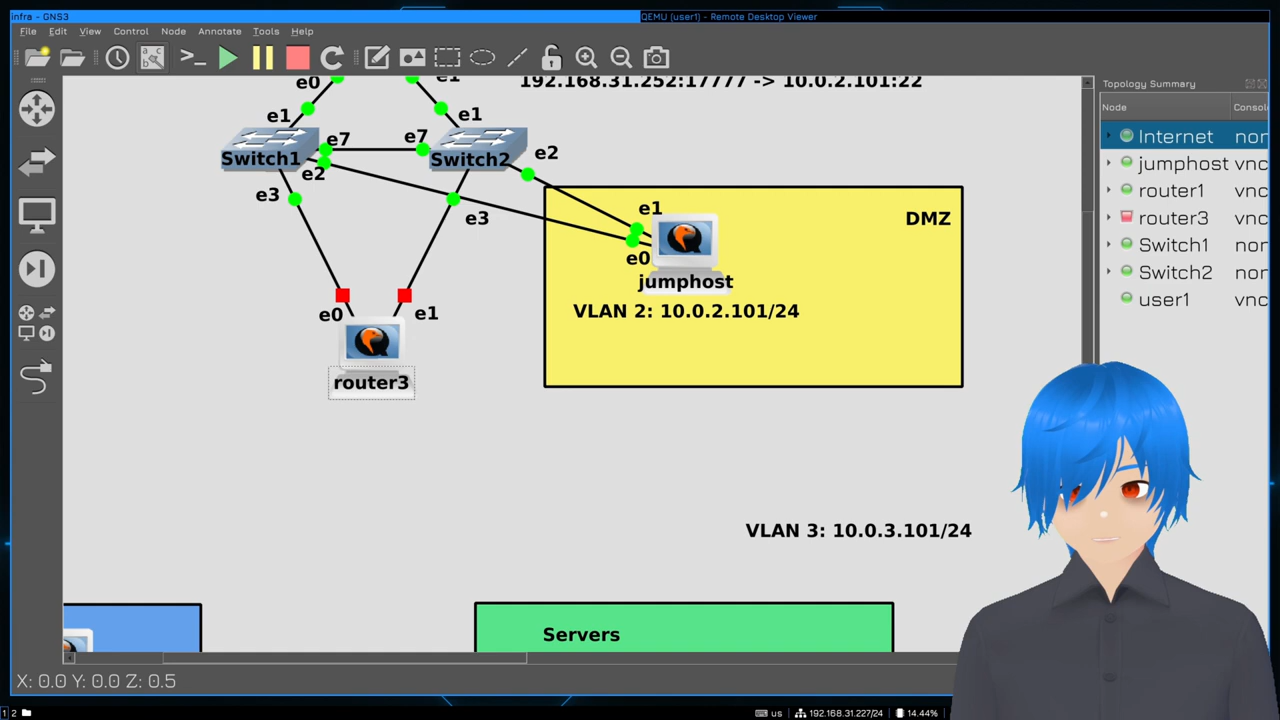 infra - GNS3
QEMU (user1) - Remote Desktop Viewer
File Edit View Control Node Annotate Tools Help
192.168.31.252:17777 -> 10.0.2.101:22
e0
e1
e1
e1
Switch1
e7
e7
Switch2
e2
e2
e3
e3
e1
DMZ
e0
jumphost
VLAN 2: 10.0.2.101/24
e0
e1
router3
VLAN 3: 10.0.3.101/24
Servers
Topology Summary
Node
Internet
jumphost vnc
router1 vnc
router3 vnc
Switch1
Switch2
user1 vnc
X: 0.0 Y: 0.0 Z: 0.5
1 2
us
192.168.31.227/24
14.44%